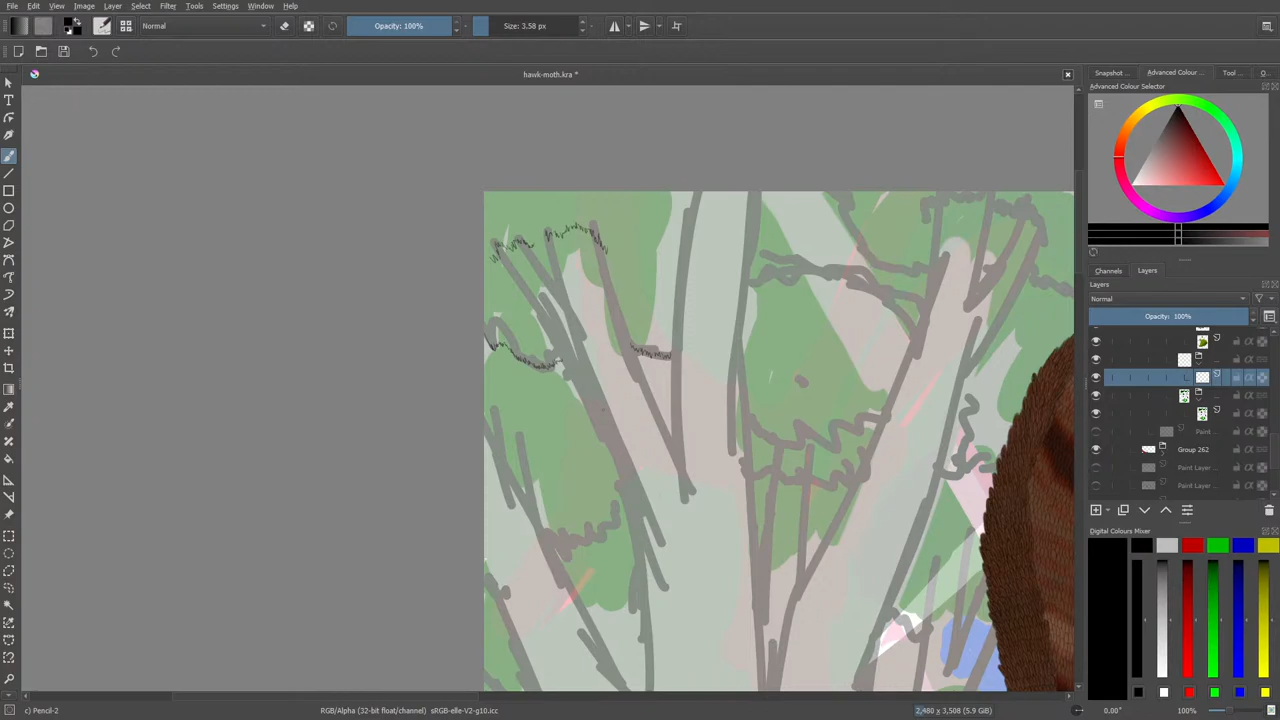 File Edit View Image Layer Select Filter Tools Settings Window Help
Normal Opacity: 100% Size: 3.58 px
hawk-moth.kra *
Snapshot ... Advanced Colour ... Tool ... O...
Advanced Colour Selector
Channels Layers
Layers
Normal
Opacity: 100%
Paint ...
Group 262
Paint Layer ...
Paint Layer ...
Digital Colours Mixer
c) Pencil-2 RGB/Alpha (32-bit float/channel) sRGB-elle-V2-g10.icc 2,480 x 3,508 (5.9 GiB) 0.00° 100%